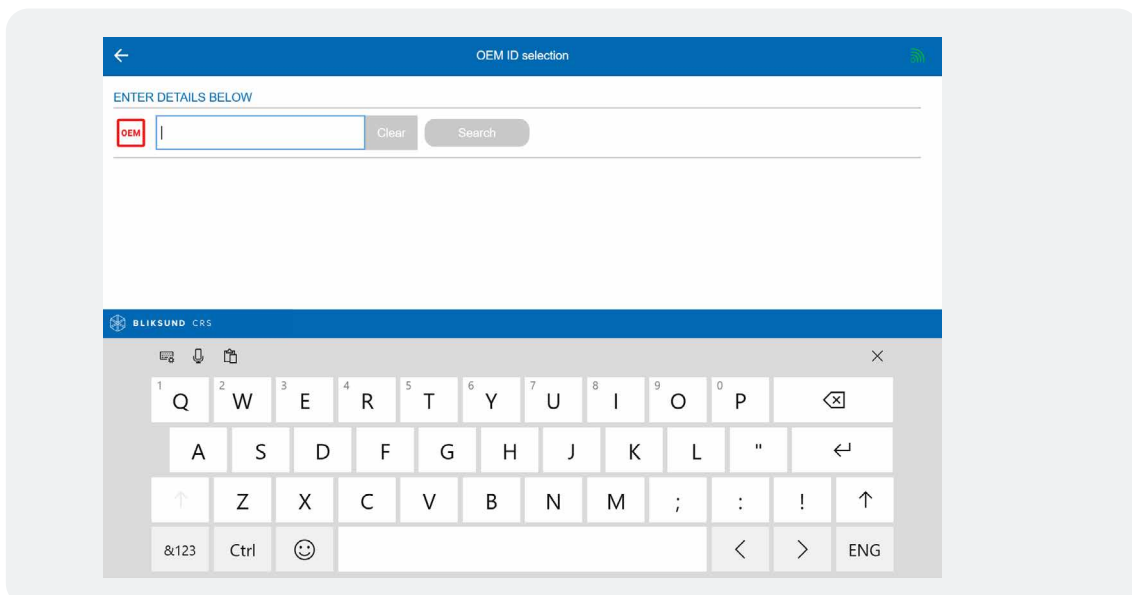 OEM ID selection
ENTER DETAILS BELOW
OEM Clear Search
BLIKSUND CRS
1 Q 2 W 3 E 4 R 5 T 6 Y 7 U 8 I 9 O 0 P
A S D F G H J K L "
Z X C V B N M ; : !
&123 Ctrl < > ENG